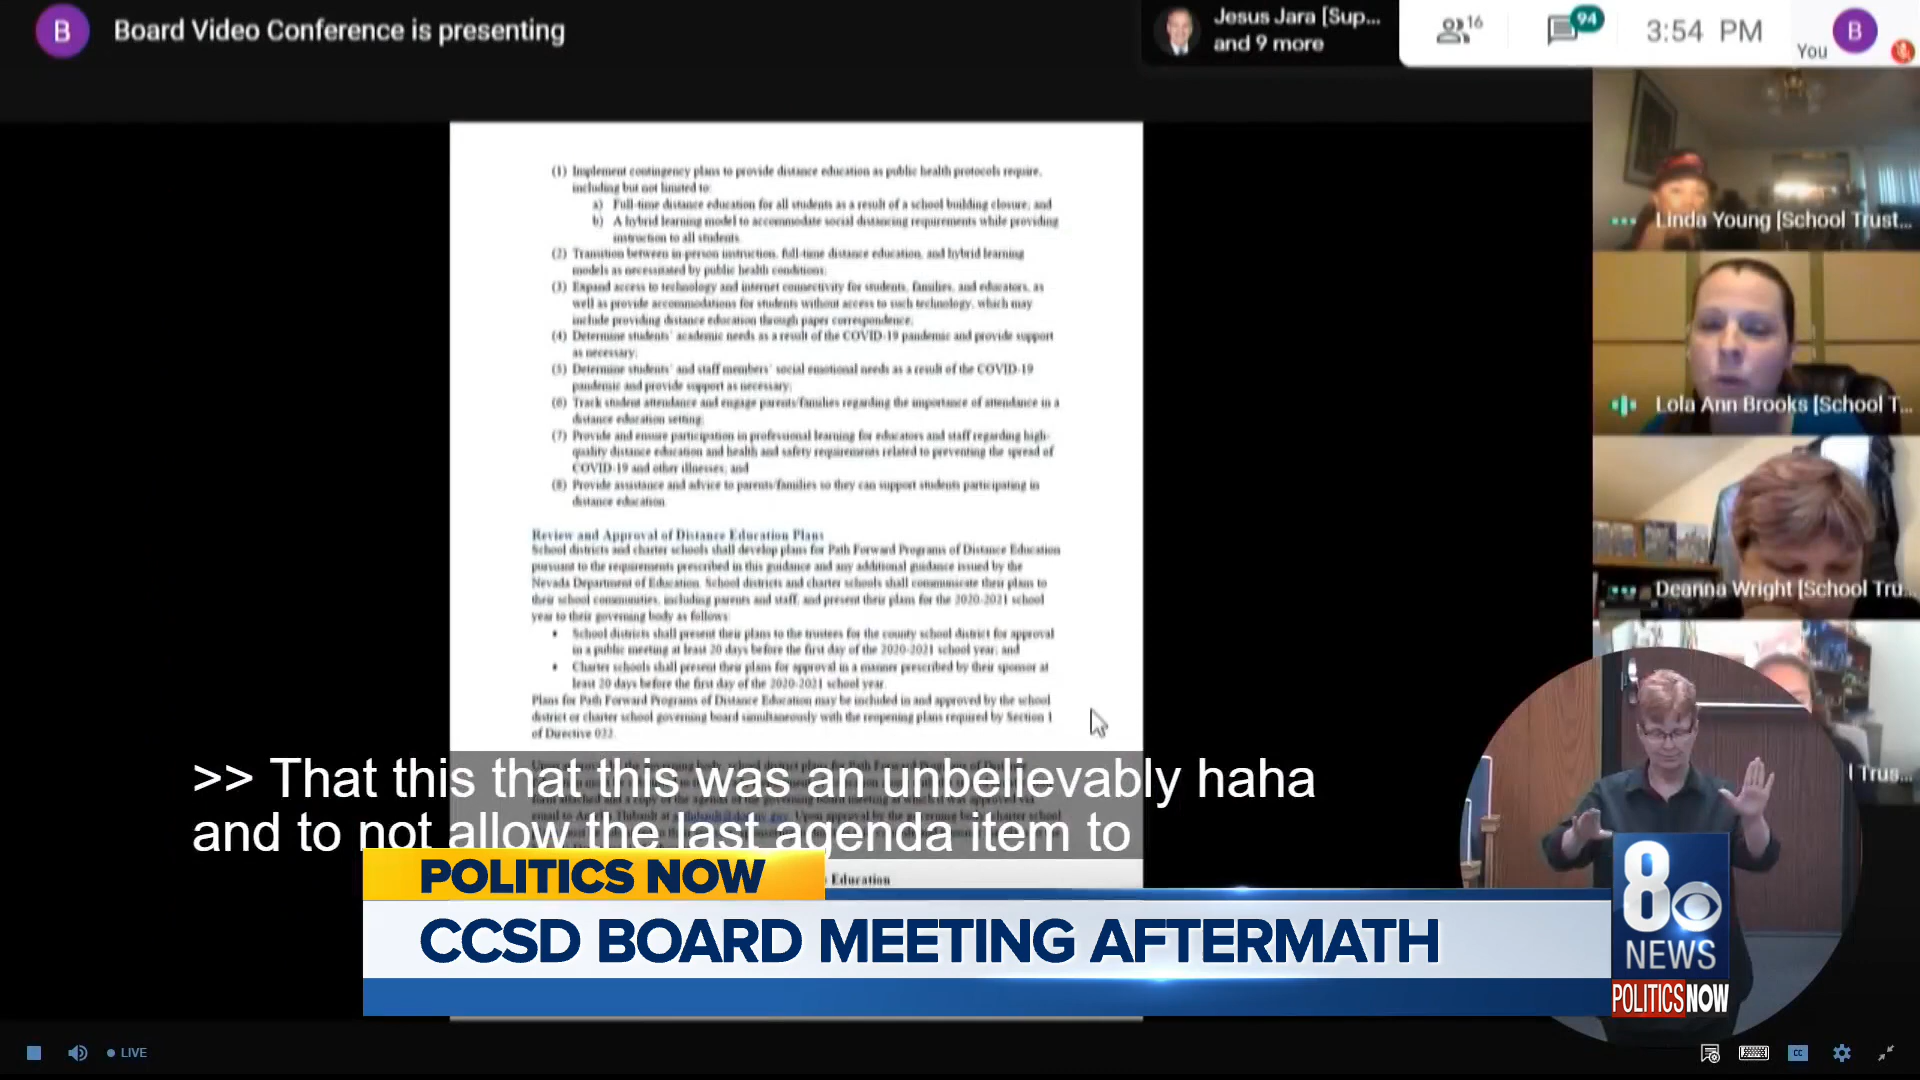 B
Board Video Conference is presenting
Jesus Jara [Sup...
and 9 more
16
94
3:54 PM
You
B
(1) Implement contingency plans to provide distance education as public health protocols require,
including but not limited to:
a) Full-time distance education for all students as a result of a school building closure; and
b) A hybrid learning model to accommodate social distancing requirements while providing
instruction to all students.
(2) Transition between in-person instruction, full-time distance education, and hybrid learning
models as necessitated by public health conditions;
(3) Expand access to technology and internet connectivity for students, families, and educators, as
well as provide accommodations for students without access to such technology, which may
include providing distance education through paper correspondence;
(4) Determine students' academic needs as a result of the COVID-19 pandemic and provide support
as necessary;
(5) Determine students' and staff members' social emotional needs as a result of the COVID-19
pandemic and provide support as necessary;
(6) Track student attendance and engage parents/families regarding the importance of attendance in a
distance education setting;
(7) Provide and ensure participation in professional learning for educators and staff regarding high-
quality distance education and health and safety requirements related to preventing the spread of
COVID-19 and other illnesses; and
(8) Provide assistance and advice to parents/families so they can support students participating in
distance education.
Review and Approval of Distance Education Plans
School districts and charter schools shall develop plans for Path Forward Programs of Distance Education
pursuant to the requirements prescribed in this guidance and any additional guidance issued by the
Nevada Department of Education. School districts and charter schools shall communicate their plans to
their school communities, including parents and staff, and present their plans for the 2020-2021 school
year to their governing body as follows:
• School districts shall present their plans to the trustees for the county school district for approval
in a public meeting at least 20 days before the first day of the 2020-2021 school year; and
• Charter schools shall present their plans for approval in a manner prescribed by their sponsor at
least 20 days before the first day of the 2020-2021 school year.
Plans for Path Forward Programs of Distance Education may be included in and approved by the school
district or charter school governing board simultaneously with the reopening plans required by Section 1
of Directive 022.
Education
Linda Young [School Trust...
Lola Ann Brooks [School T...
Deanna Wright [School Tru...
l Trus...
>> That this that this was an unbelievably haha
and to not allow the last agenda item to
POLITICS NOW
CCSD BOARD MEETING AFTERMATH
8
NEWS
POLITICS NOW
LIVE
CC